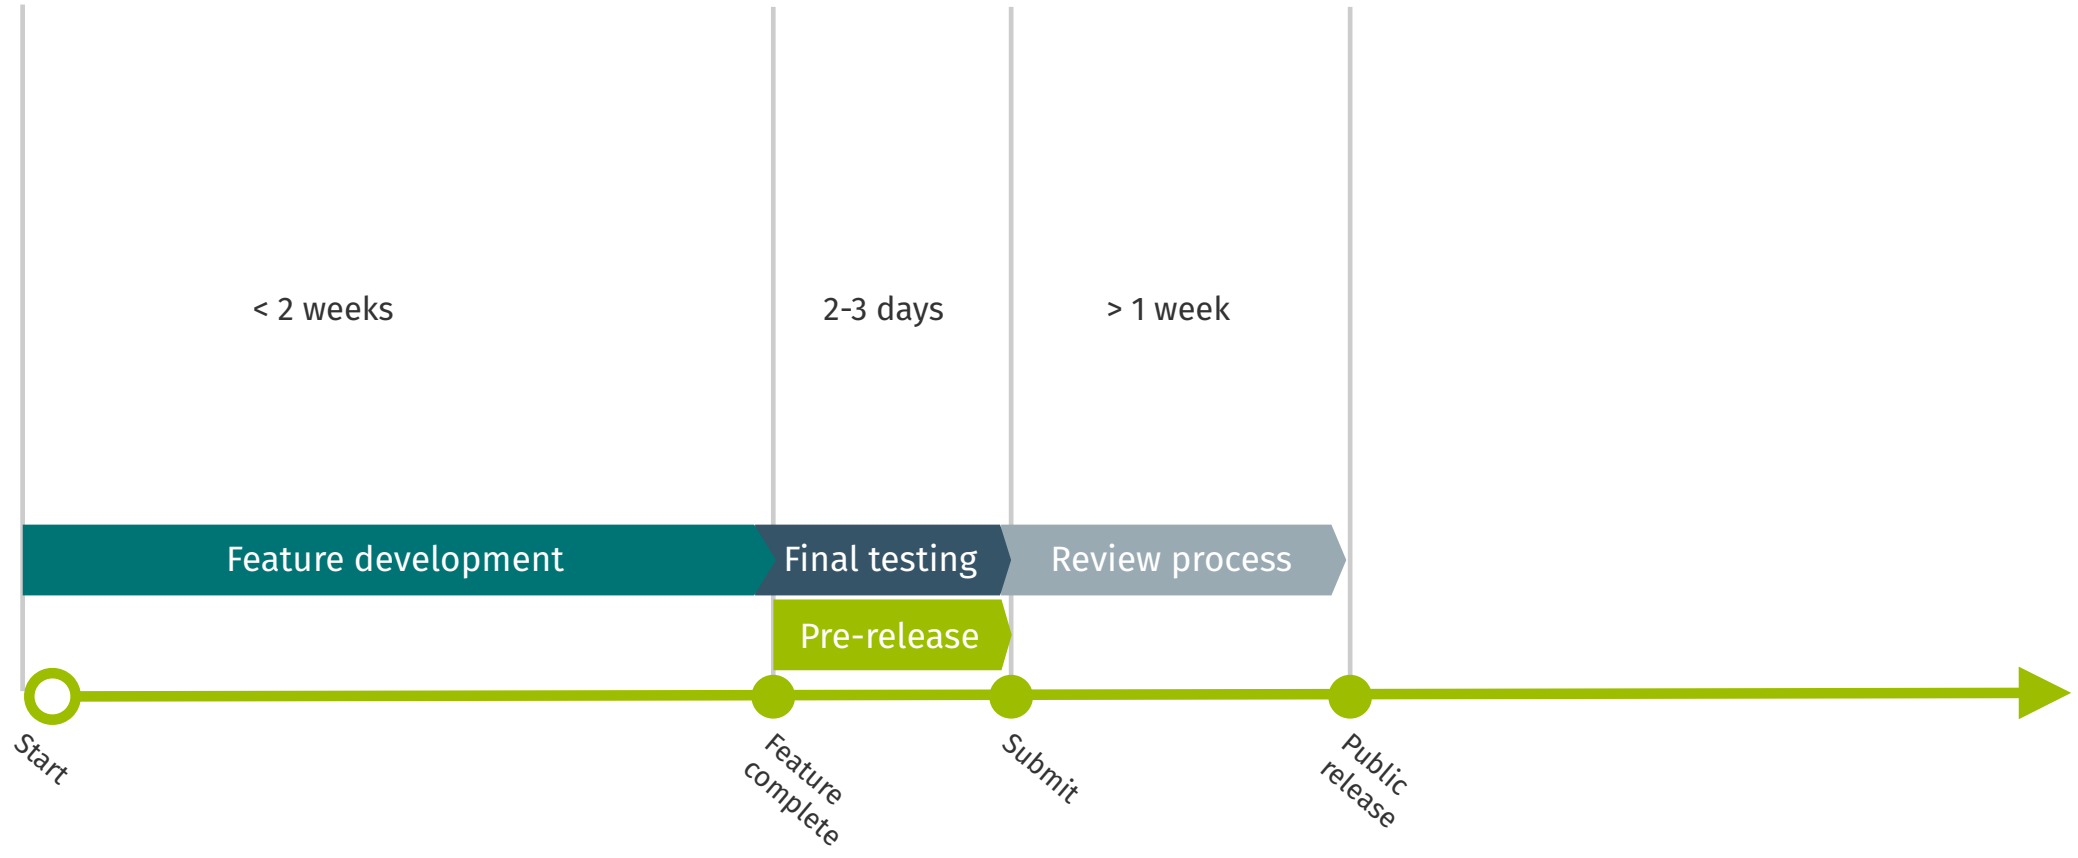 < 2 weeks
2-3 days
> 1 week
Feature development
Final testing
Review process
Pre-release
Start
Feature
complete
Submit
Public
release